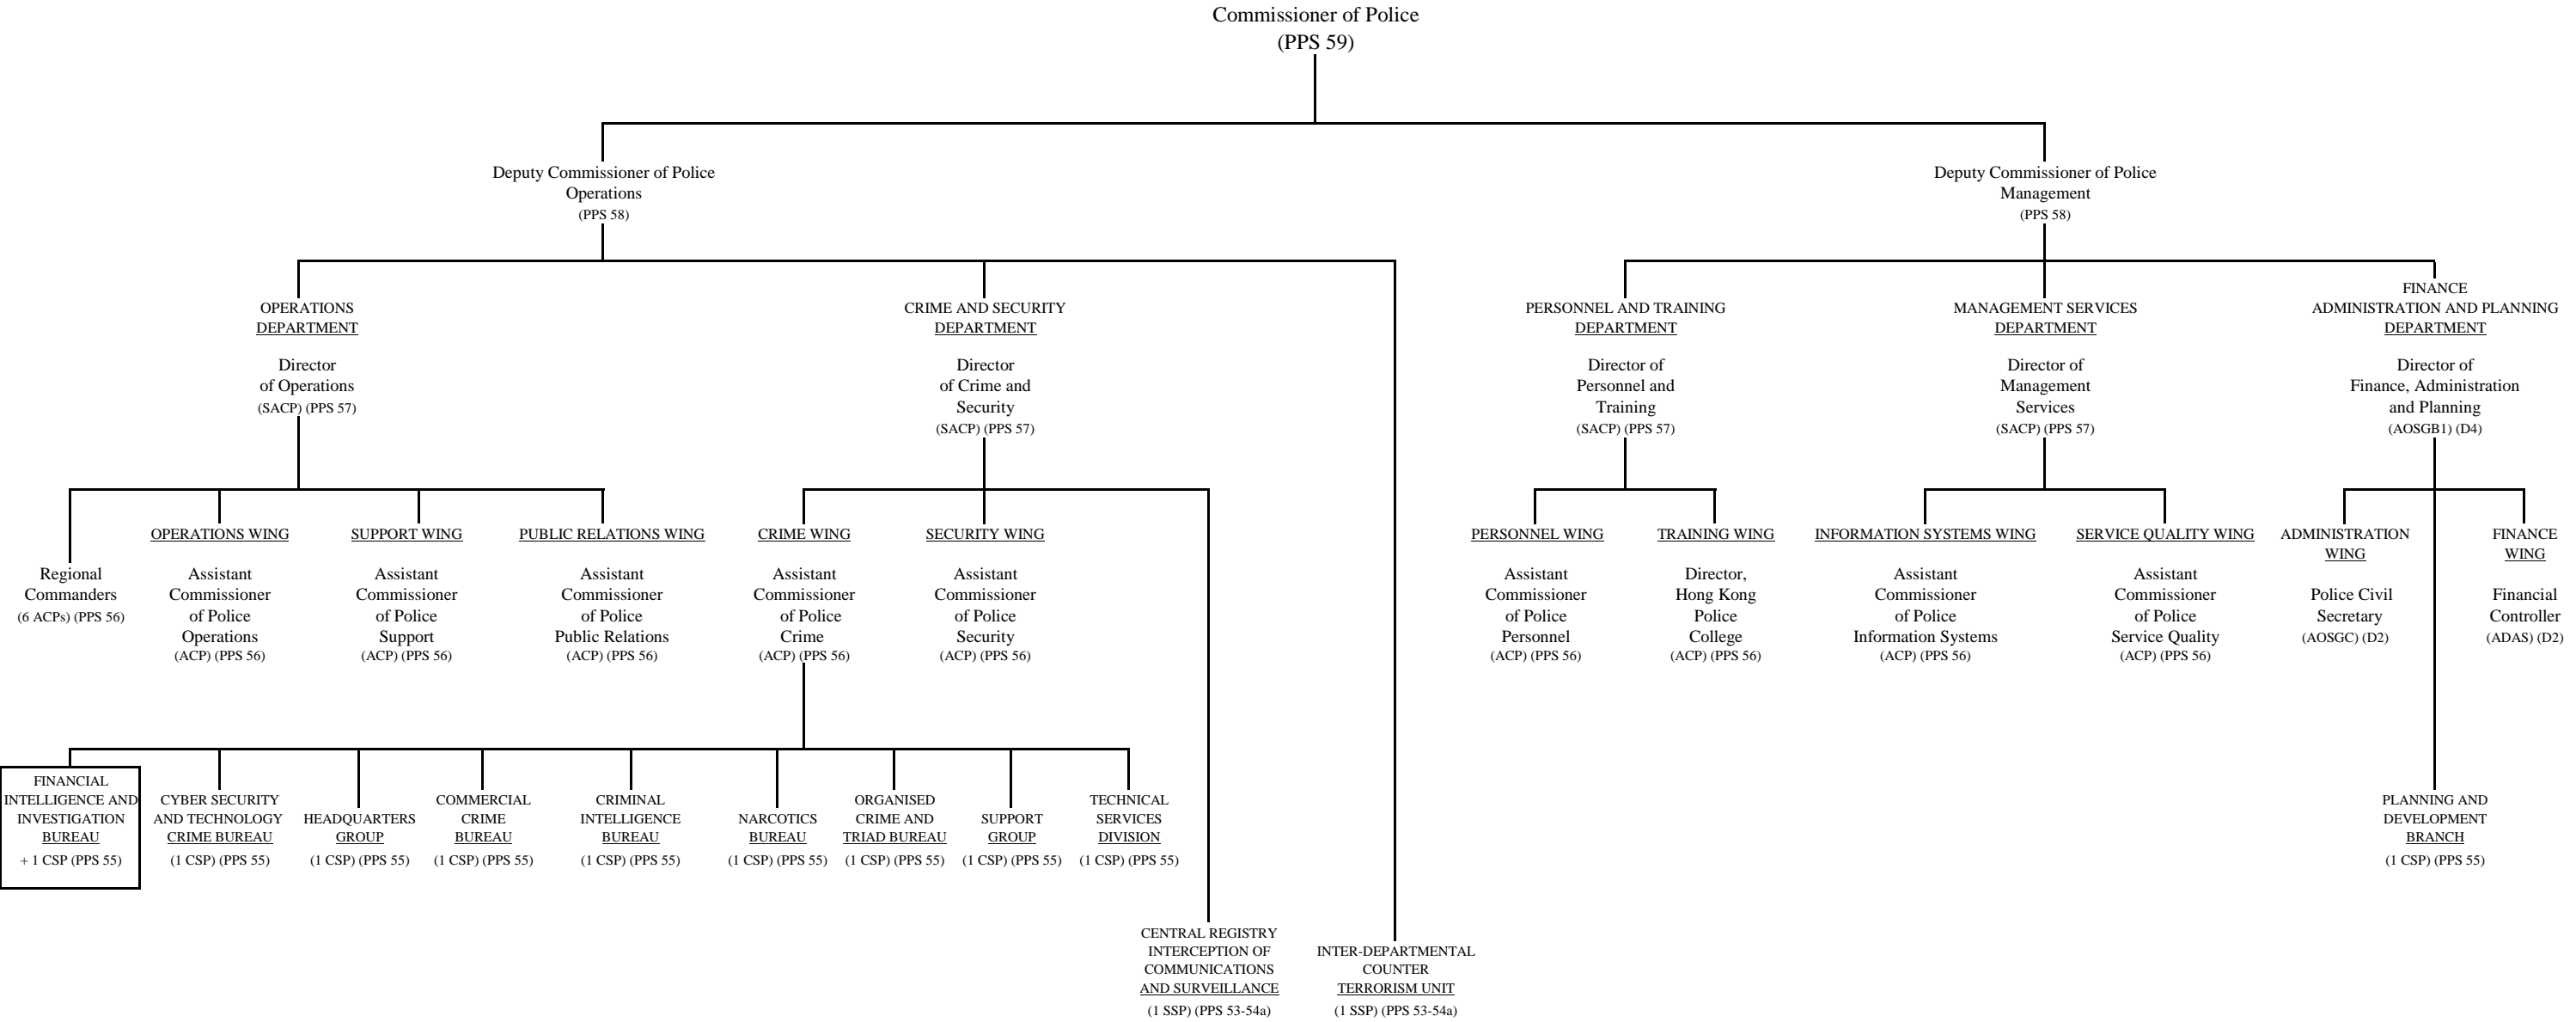 Commissioner of Police
(PPS 59)
Deputy Commissioner of Police
Operations
(PPS 58)
Deputy Commissioner of Police
Management
(PPS 58)
OPERATIONS
DEPARTMENT
Director
of Operations
(SACP) (PPS 57)
CRIME AND SECURITY
DEPARTMENT
Director
of Crime and
Security
(SACP) (PPS 57)
PERSONNEL AND TRAINING
DEPARTMENT
Director of
Personnel and
Training
(SACP) (PPS 57)
MANAGEMENT SERVICES
DEPARTMENT
Director of
Management
Services
(SACP) (PPS 57)
FINANCE
ADMINISTRATION AND PLANNING
DEPARTMENT
Director of
Finance, Administration
and Planning
(AOSGB1) (D4)
Regional
Commanders
(6 ACPs) (PPS 56)
OPERATIONS WING
Assistant
Commissioner
of Police
Operations
(ACP) (PPS 56)
SUPPORT WING
Assistant
Commissioner
of Police
Support
(ACP) (PPS 56)
PUBLIC RELATIONS WING
Assistant
Commissioner
of Police
Public Relations
(ACP) (PPS 56)
CRIME WING
Assistant
Commissioner
of Police
Crime
(ACP) (PPS 56)
SECURITY WING
Assistant
Commissioner
of Police
Security
(ACP) (PPS 56)
PERSONNEL WING
Assistant
Commissioner
of Police
Personnel
(ACP) (PPS 56)
TRAINING WING
Director,
Hong Kong
Police
College
(ACP) (PPS 56)
INFORMATION SYSTEMS WING
Assistant
Commissioner
of Police
Information Systems
(ACP) (PPS 56)
SERVICE QUALITY WING
Assistant
Commissioner
of Police
Service Quality
(ACP) (PPS 56)
ADMINISTRATION
WING
Police Civil
Secretary
(AOSGC) (D2)
FINANCE
WING
Financial
Controller
(ADAS) (D2)
FINANCIAL
INTELLIGENCE AND
INVESTIGATION
BUREAU
+ 1 CSP (PPS 55)
CYBER SECURITY
AND TECHNOLOGY
CRIME BUREAU
(1 CSP) (PPS 55)
HEADQUARTERS
GROUP
(1 CSP) (PPS 55)
COMMERCIAL
CRIME
BUREAU
(1 CSP) (PPS 55)
CRIMINAL
INTELLIGENCE
BUREAU
(1 CSP) (PPS 55)
NARCOTICS
BUREAU
(1 CSP) (PPS 55)
ORGANISED
CRIME AND
TRIAD BUREAU
(1 CSP) (PPS 55)
SUPPORT
GROUP
(1 CSP) (PPS 55)
TECHNICAL
SERVICES
DIVISION
(1 CSP) (PPS 55)
PLANNING AND
DEVELOPMENT
BRANCH
(1 CSP) (PPS 55)
CENTRAL REGISTRY
INTERCEPTION OF
COMMUNICATIONS
AND SURVEILLANCE
(1 SSP) (PPS 53-54a)
INTER-DEPARTMENTAL
COUNTER
TERRORISM UNIT
(1 SSP) (PPS 53-54a)